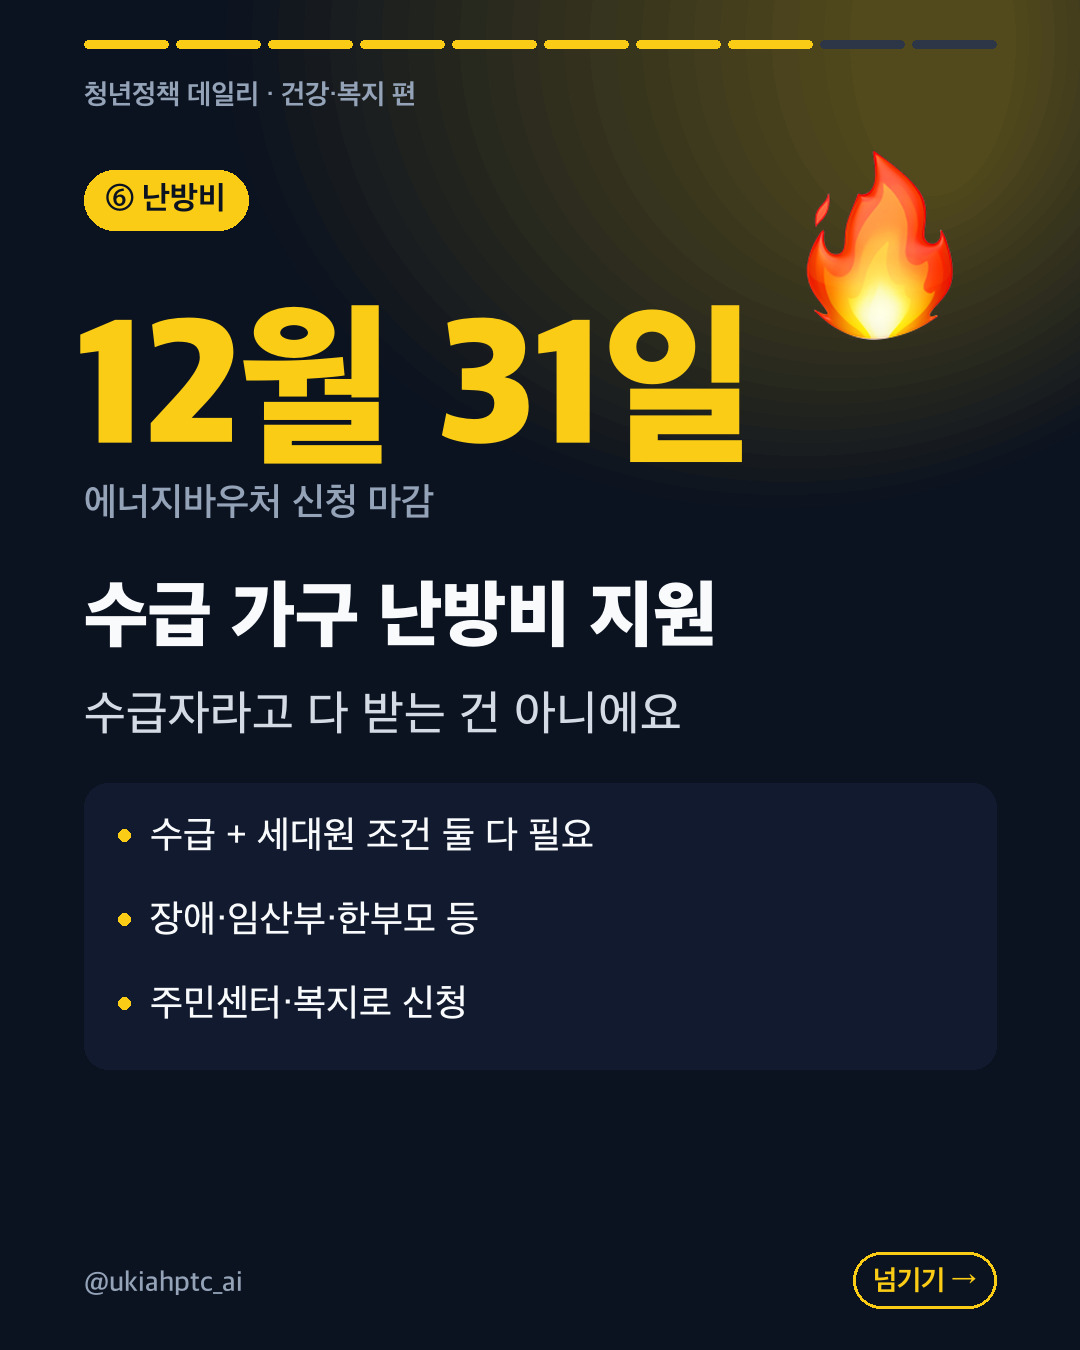 청년정책 데일리 · 건강·복지 편
⑥ 난방비
12월 31일
에너지바우처 신청 마감
수급 가구 난방비 지원
수급자라고 다 받는 건 아니에요
• 수급 + 세대원 조건 둘 다 필요
• 장애·임산부·한부모 등
• 주민센터·복지로 신청
@ukiahptc_ai
넘기기 →